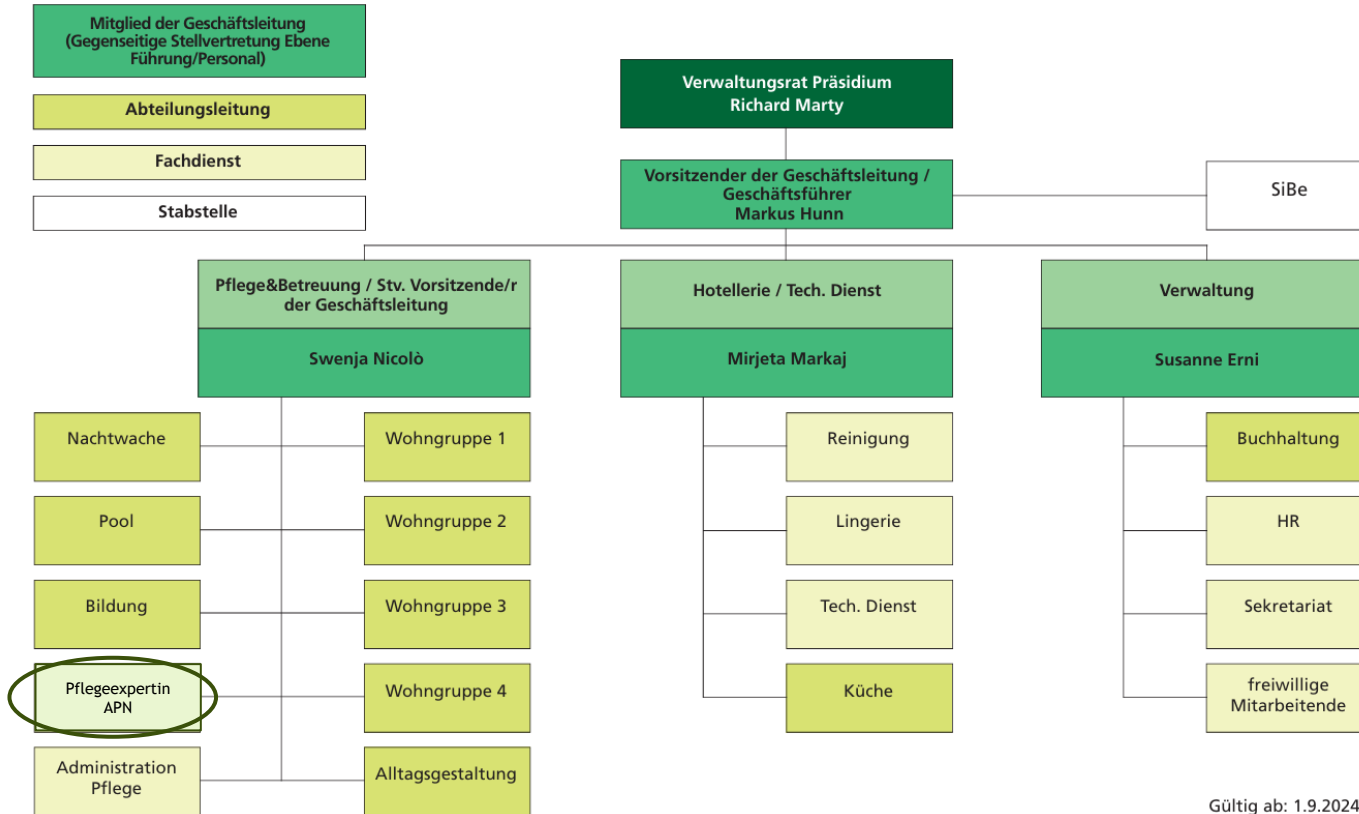 Mitglied der Geschäftsleitung
(Gegenseitige Stellvertretung Ebene
Führung/Personal)
Abteilungsleitung
Fachdienst
Stabstelle
Verwaltungsrat Präsidium
Richard Marty
Vorsitzender der Geschäftsleitung /
Geschäftsführer
Markus Hunn
SiBe
Pflege&Betreuung / Stv. Vorsitzende/r
der Geschäftsleitung
Swenja Nicolò
Hotellerie / Tech. Dienst
Mirjeta Markaj
Verwaltung
Susanne Erni
Nachtwache
Pool
Bildung
Pflegeexpertin
APN
Administration
Pflege
Wohngruppe 1
Wohngruppe 2
Wohngruppe 3
Wohngruppe 4
Alltagsgestaltung
Reinigung
Lingerie
Tech. Dienst
Küche
Buchhaltung
HR
Sekretariat
freiwillige
Mitarbeitende
Gültig ab: 1.9.2024